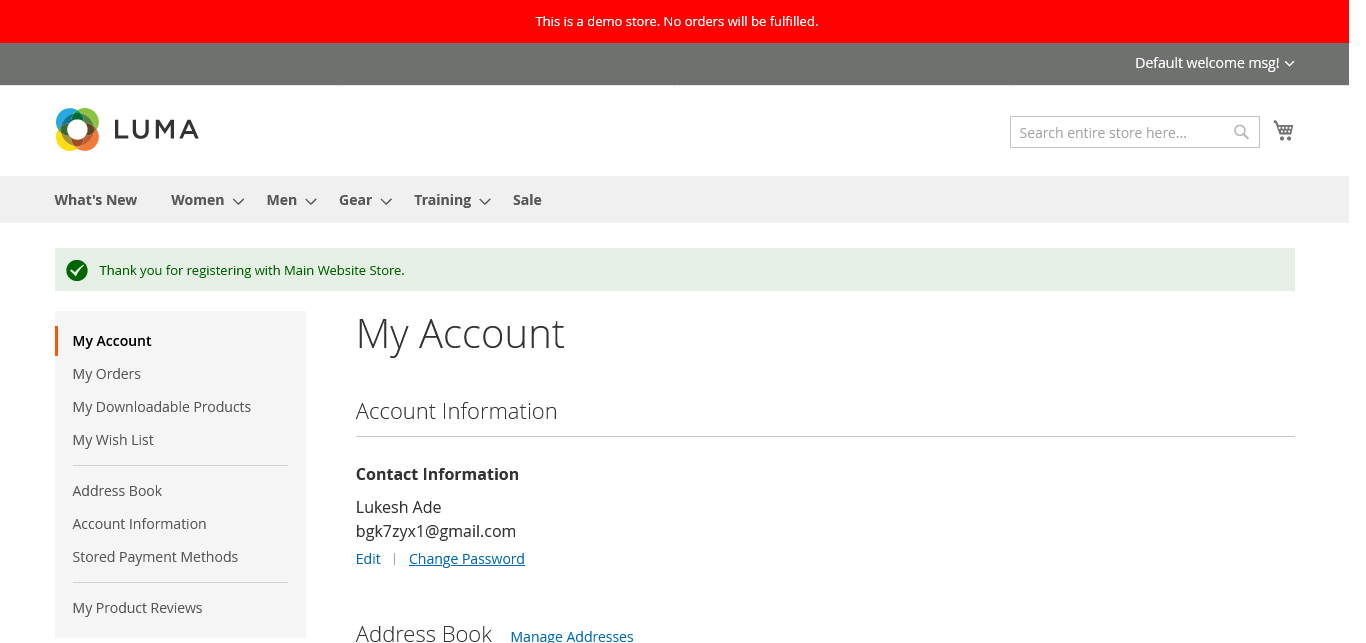 This is a demo store. No orders will be fulfilled.
Default welcome msg!
LUMA
Search entire store here...
What's New Women Men Gear Training Sale
Thank you for registering with Main Website Store.
My Account
My Orders
My Downloadable Products
My Wish List
Address Book
Account Information
Stored Payment Methods
My Product Reviews
My Account
Account Information
Contact Information
Lukesh Ade
bgk7zyx1@gmail.com
Edit | Change Password
Address Book Manage Addresses